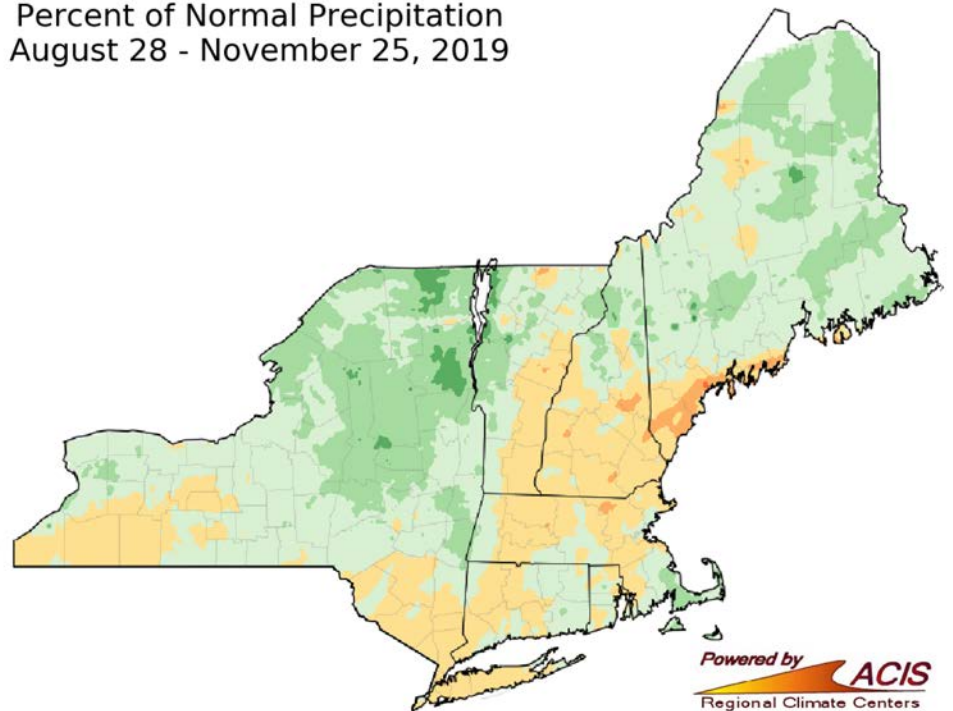 Percent of Normal Precipitation
August 28 - November 25, 2019
Powered by
ACIS
Regional Climate Centers